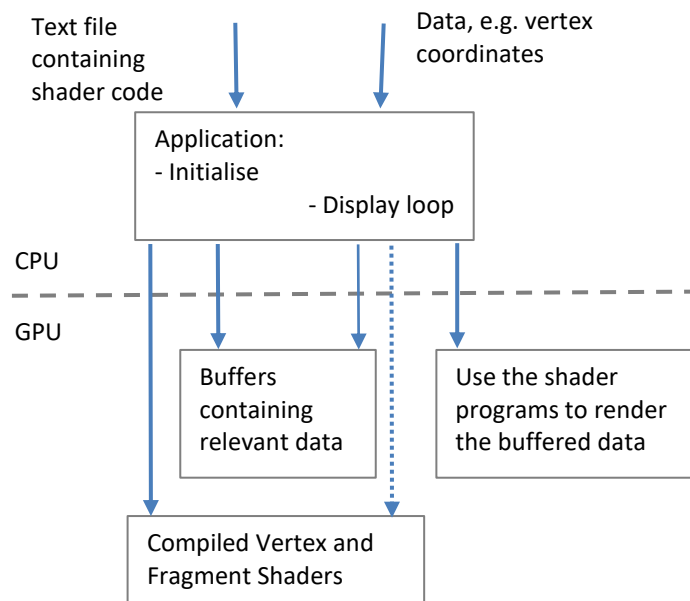 Text file
containing
shader code
Data, e.g. vertex
coordinates
Application:
- Initialise
- Display loop
CPU
GPU
Buffers
containing
relevant data
Use the shader
programs to render
the buffered data
Compiled Vertex and
Fragment Shaders